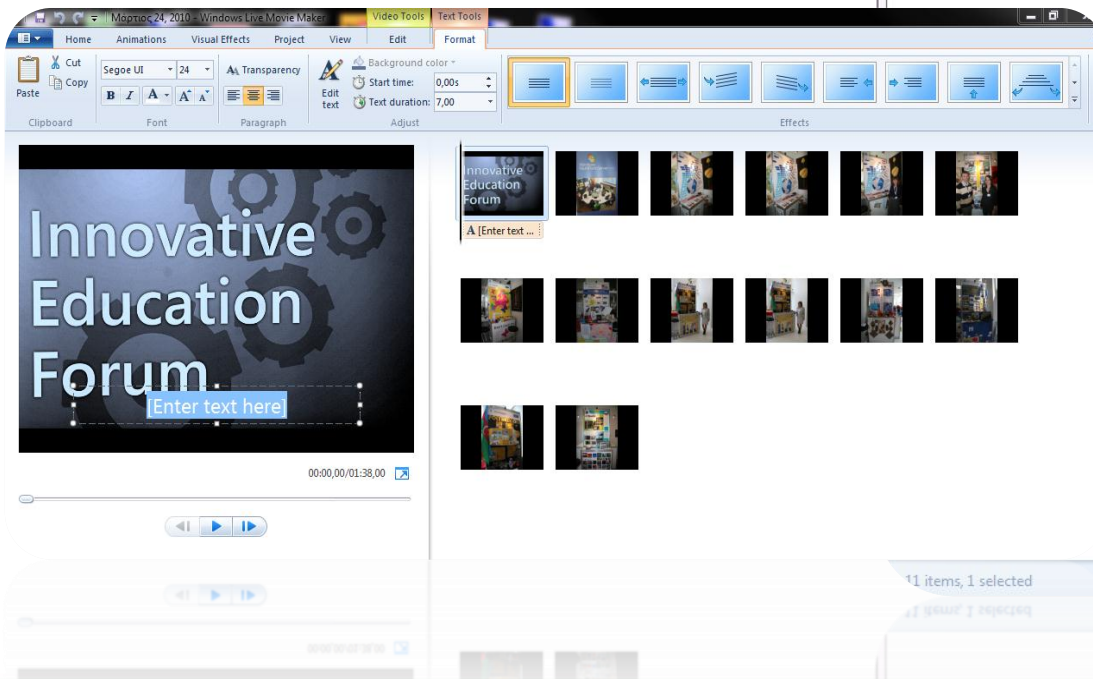 Μαρτιος 24, 2010 - Windows Live Movie Maker
Video Tools
Text Tools
Home
Animations
Visual Effects
Project
View
Edit
Format
Paste
Cut
Copy
Clipboard
Segoe UI
24
B I A A A
Font
Transparency
Paragraph
Edit text
Background color
Start time: 0,00s
Text duration: 7,00
Adjust
Effects
Innovative
Education
Forum
[Enter text here]
00:00,00/01:38,00
Innovative
Education
Forum
A [Enter text ...
11 items, 1 selected